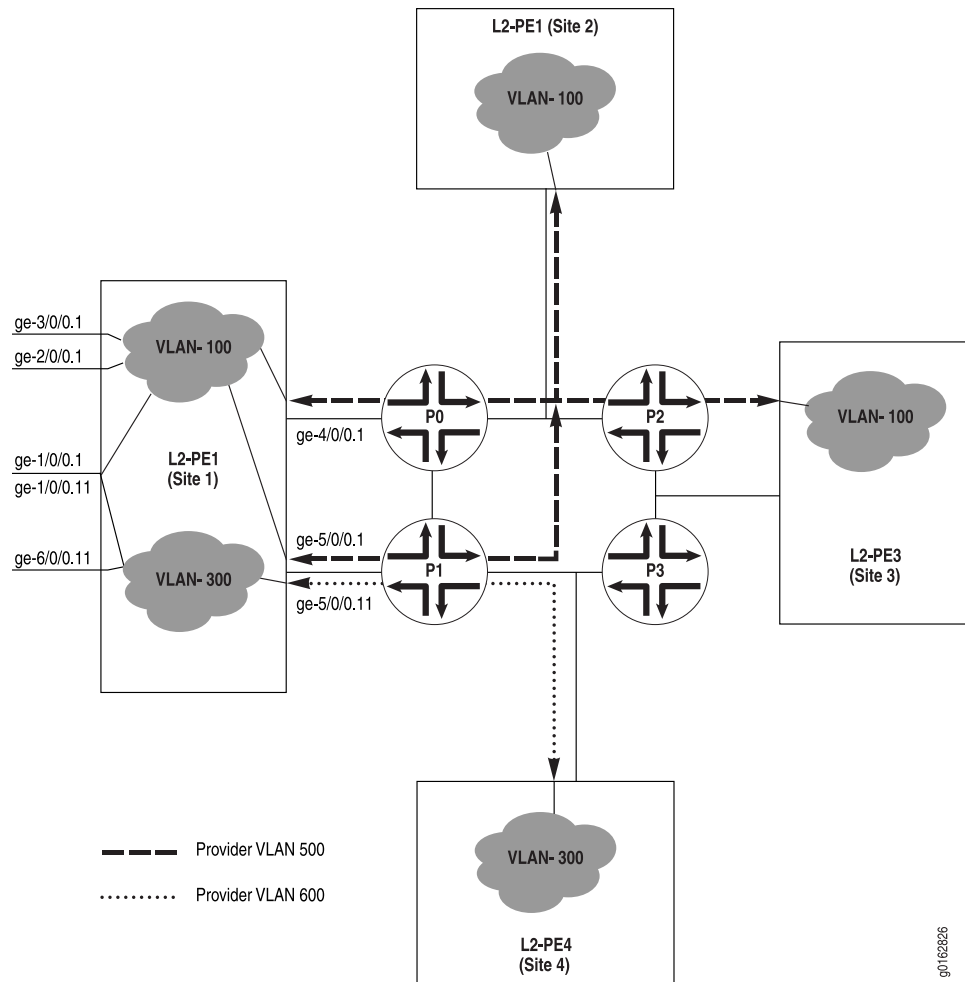 L2-PE1 (Site 2)
VLAN- 100
ge-3/0/0.1
ge-2/0/0.1
VLAN- 100
ge-1/0/0.1
ge-1/0/0.11
L2-PE1
(Site 1)
ge-6/0/0.11
VLAN- 300
ge-4/0/0.1
P0
P2
VLAN- 100
L2-PE3
(Site 3)
ge-5/0/0.1
P1
P3
ge-5/0/0.11
VLAN- 300
L2-PE4
(Site 4)
Provider VLAN 500
Provider VLAN 600
g0162826